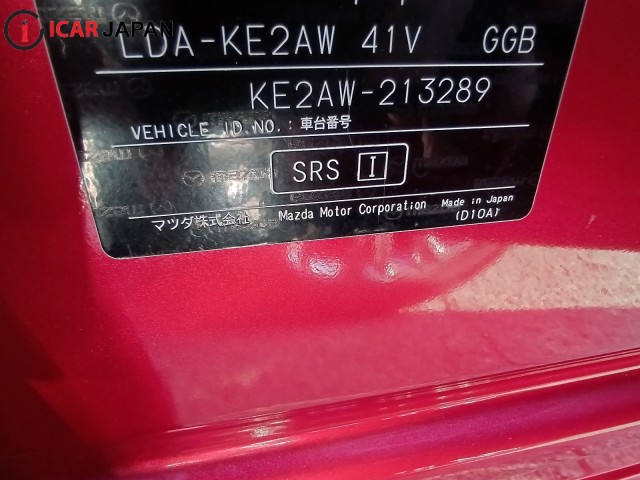 ICAR JAPAN
LDA-KE2AW 41V GGB
KE2AW-213289
VEHICLE ID.NO.:車台番号
SRS I
マツダ株式会社 Mazda Motor Corporation Made in Japan
(D10A)